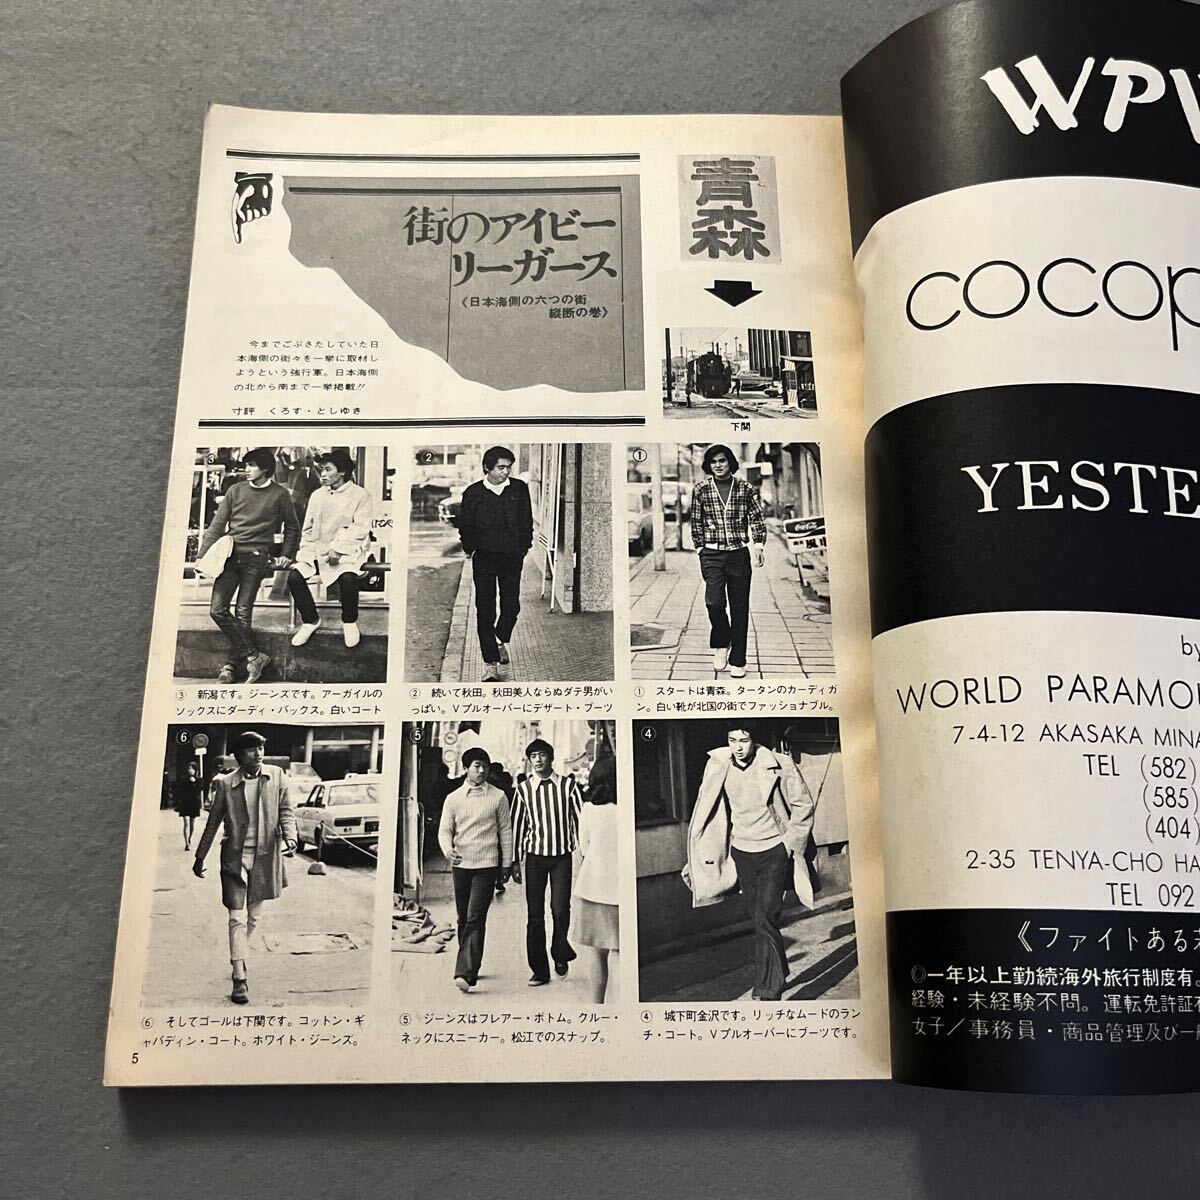 街のアイビー
リーガース
《日本海側の六つの街
縦断の巻》
青森
下関
今までごぶさたしていた日
本海側の街々を一挙に取材し
ようという強行軍。日本海側
の北から南まで一挙掲載!!
寸評 くろす・としゆき
③
②
①
Coca-Cola
③ 新潟です。ジーンズです。アーガイルの
ソックスにダーディ・バックス。白いコート
② 続いて秋田。秋田美人ならぬダテ男がい
っぱい。Vプルオーバーにデザート・ブーツ
① スタートは青森。タータンのカーディガ
ン。白い靴が北国の街でファッショナブル。
⑥
⑤
④
⑥ そしてゴールは下関です。コットン・ギ
ャバディン・コート。ホワイト・ジーンズ。
⑤ ジーンズはフレアー・ボトム。クルー・
ネックにスニーカー。松江でのスナップ。
④ 城下町金沢です。リッチなムードのラン
チ・コート。Vプルオーバーにブーツです。
5
WPW
COCOP
YESTE
by
WORLD PARAMOU
7-4-12 AKASAKA MINA
TEL (582)
(585)
(404)
2-35 TENYA-CHO HA
TEL 092
《ファイトある
◎一年以上勤続海外旅行制度有。
経験・未経験不問。運転免許証
女子/事務員・商品管理及び一